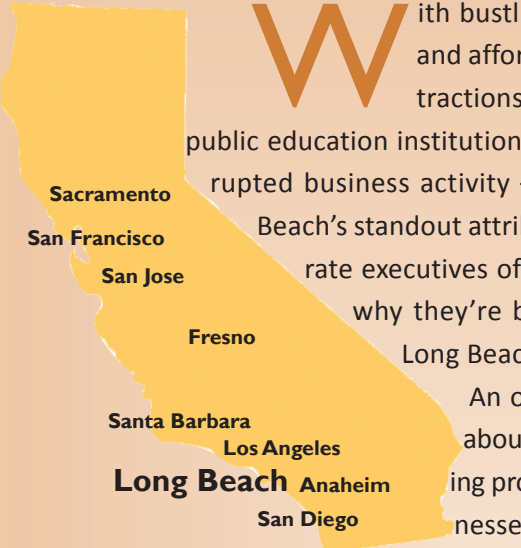 With bustl
and affor
tractions
public education institution
rupted business activity
Beach's standout attri
rate executives of
why they're b
Long Beac
An o
about
ing pro
nesse
Sacramento
San Francisco
San Jose
Fresno
Santa Barbara
Los Angeles
Long Beach
Anaheim
San Diego